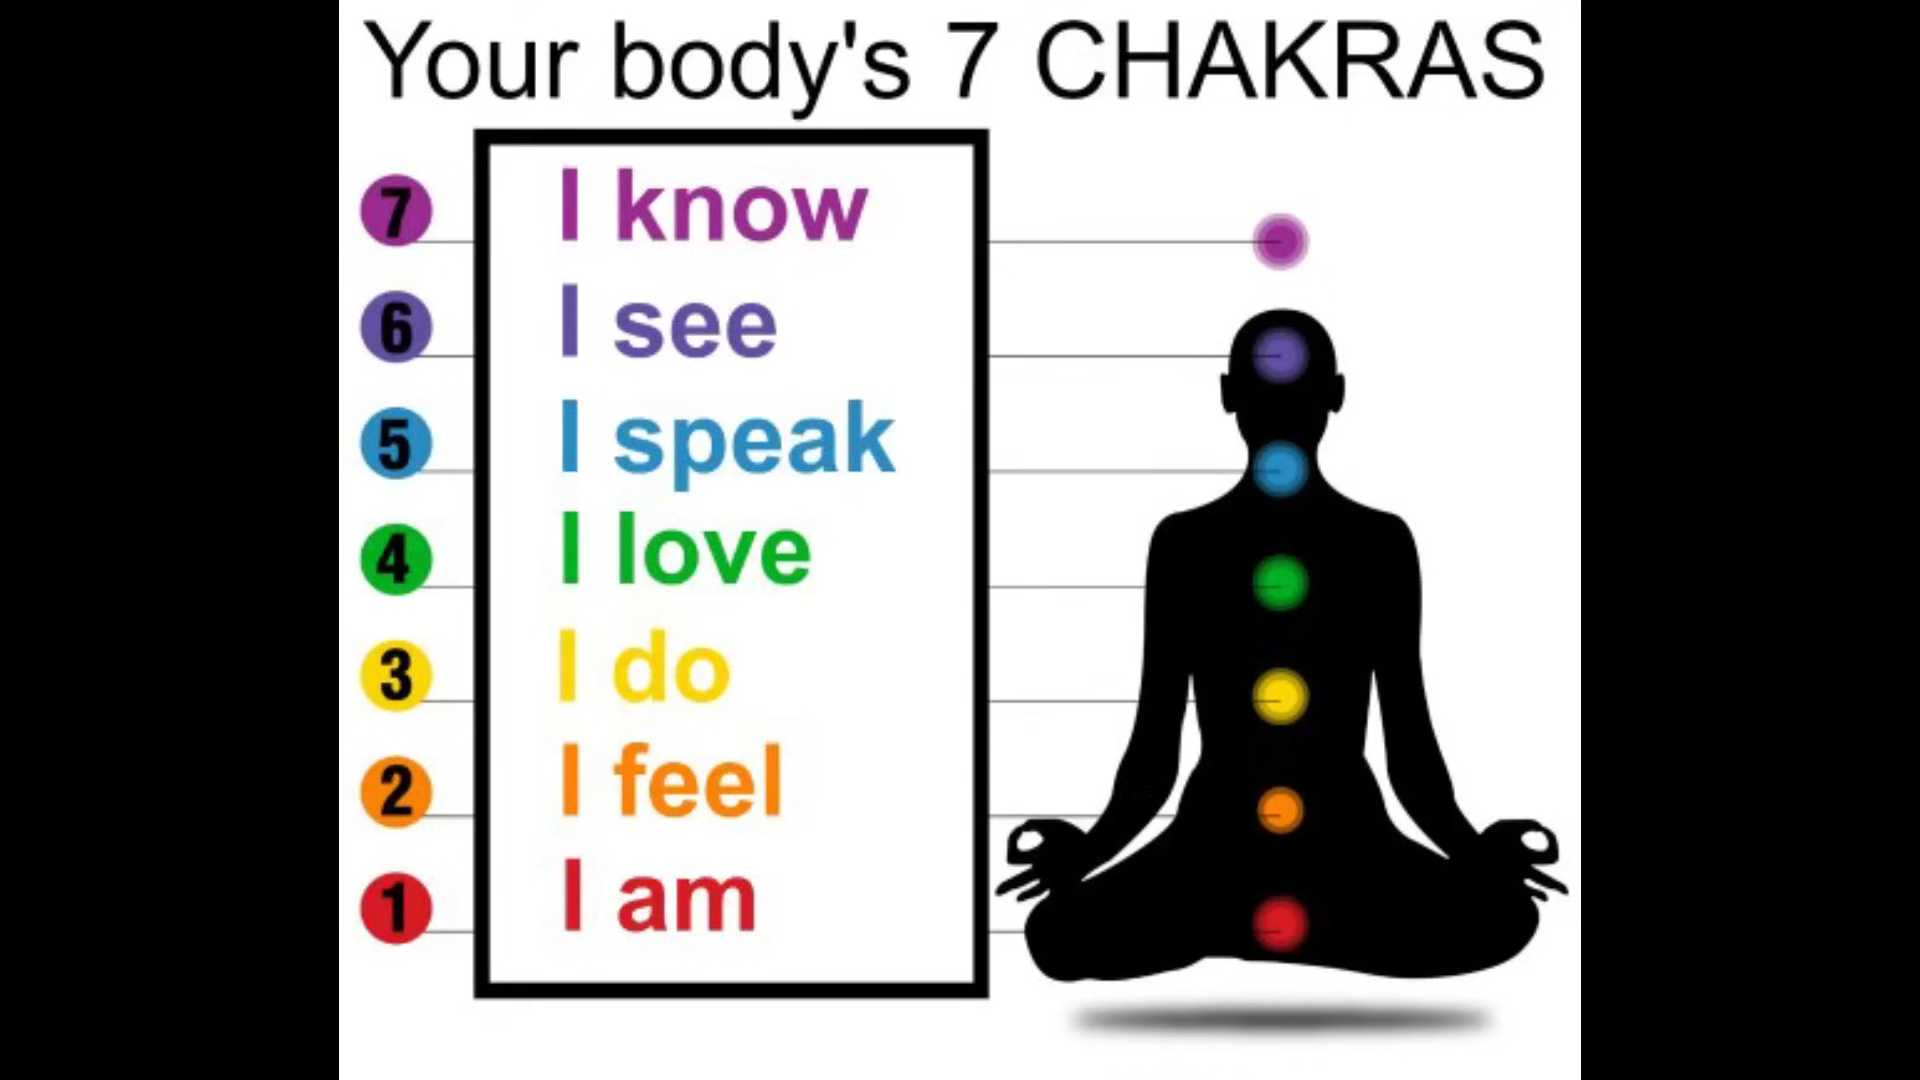 Your body's 7 CHAKRAS
7 I know
6 I see
5 I speak
4 I love
3 I do
2 I feel
1 I am